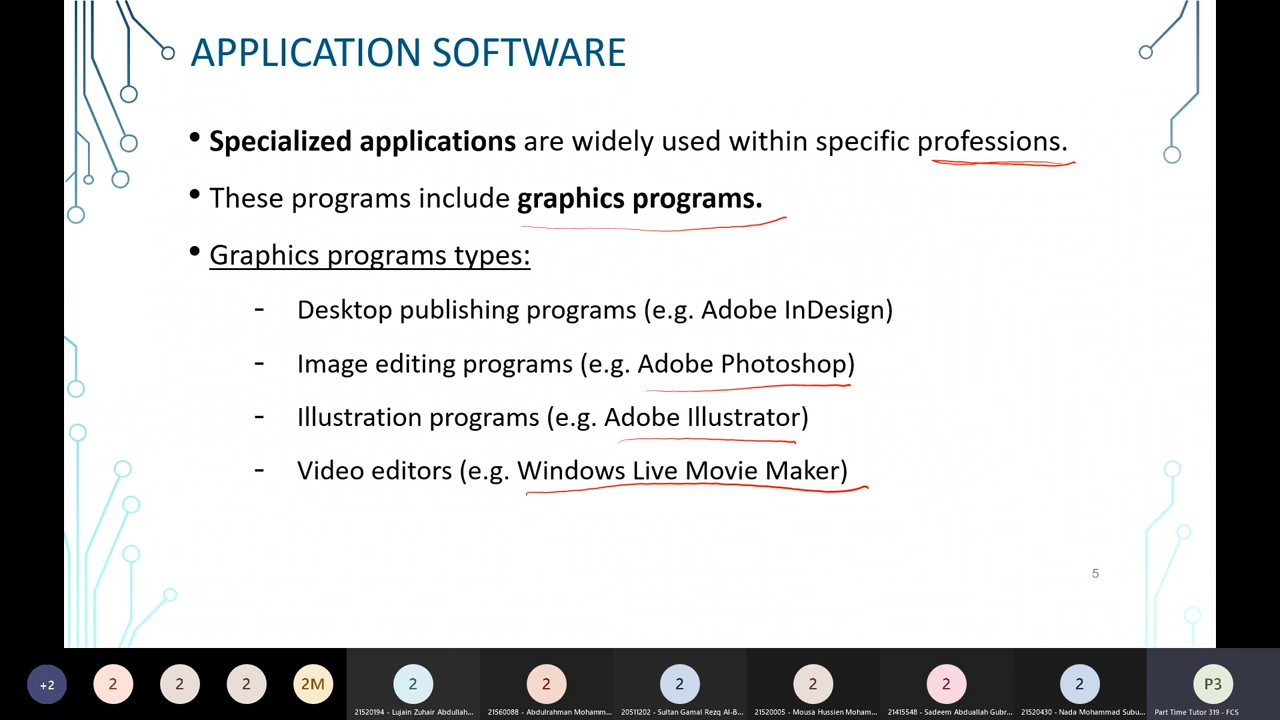 APPLICATION SOFTWARE
• Specialized applications are widely used within specific professions.
• These programs include graphics programs.
• Graphics programs types:
- Desktop publishing programs (e.g. Adobe InDesign)
- Image editing programs (e.g. Adobe Photoshop)
- Illustration programs (e.g. Adobe Illustrator)
- Video editors (e.g. Windows Live Movie Maker)
5
+2 2 2 2 2M 2 2 2 2 2 2 P3
21520194 - Lujain Zuhair Abdullah... 21560088 - Abdulrahman Mohamm... 20511202 - Sultan Gamal Rezq Al-B... 21520005 - Mousa Hussien Moham... 21415548 - Sadeem Abduallah Gubr... 21520430 - Nada Mohammad Subu... Part Time Tutor 319 - FCS